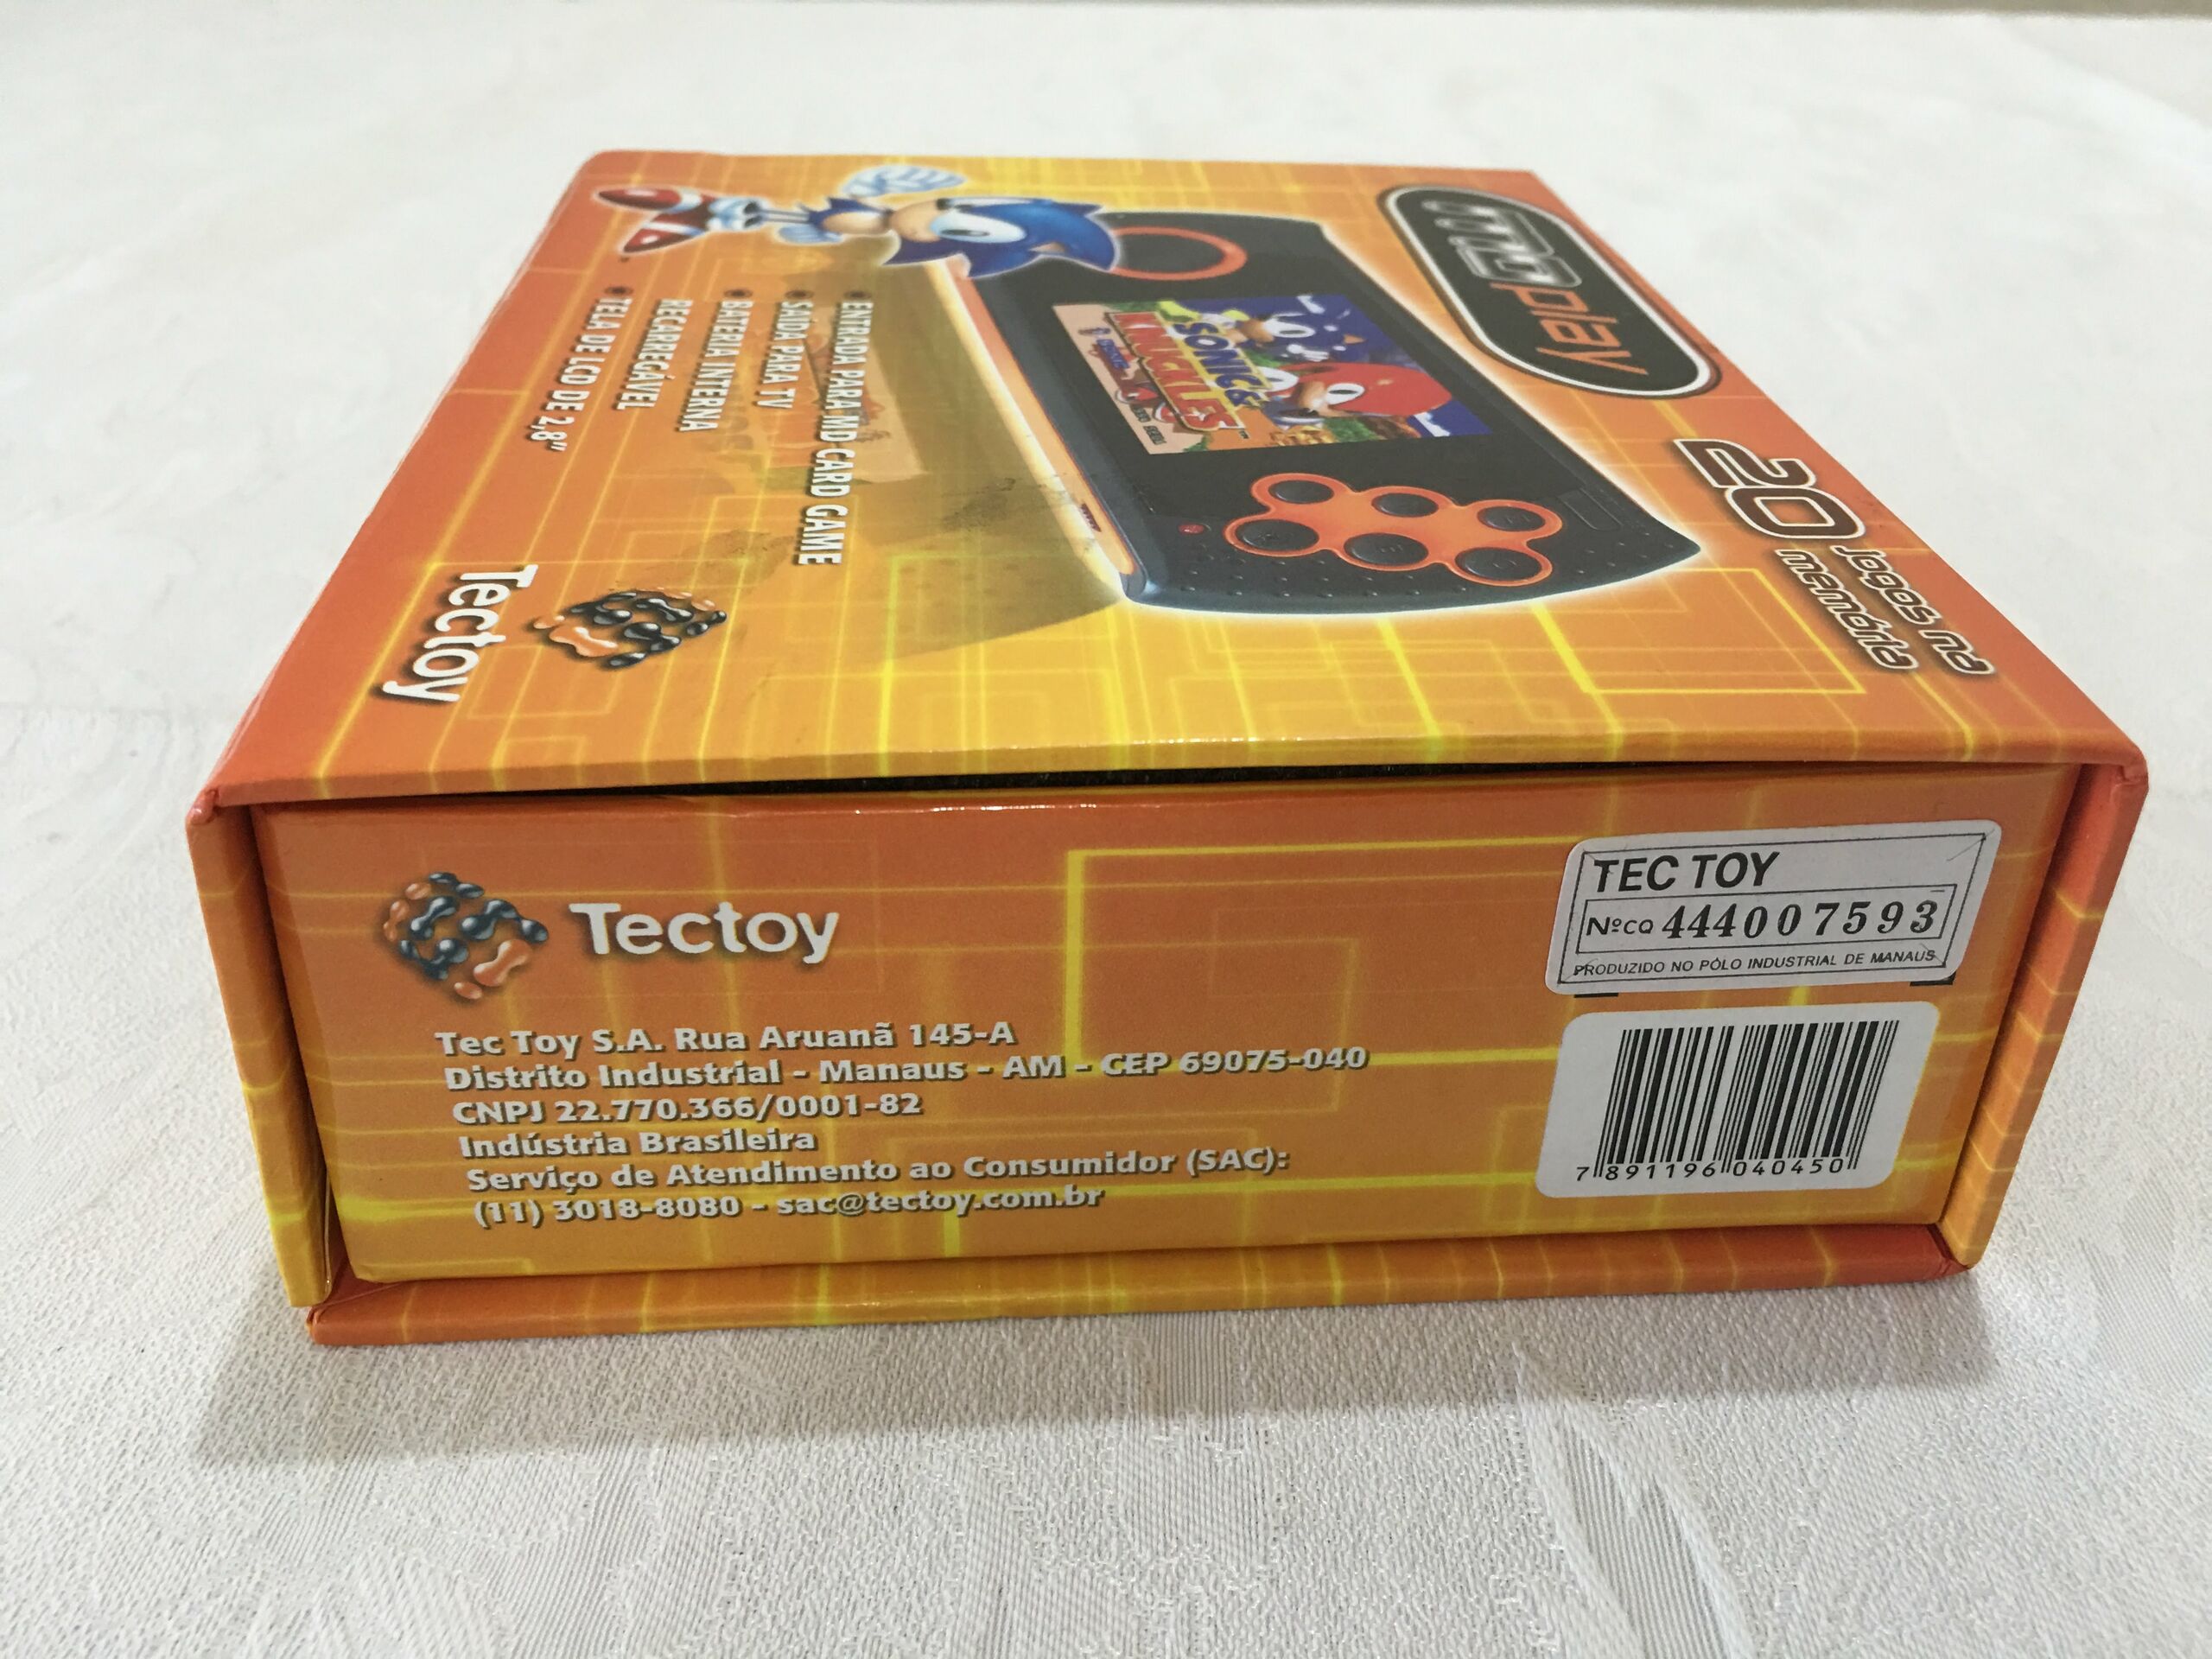 mdplay
20
jogos na
memória
SONIC &
KNUCKLES
• ENTRADA PARA MD CARD GAME
• SAÍDA PARA TV
• BATERIA INTERNA
RECARREGÁVEL
• TELA DE LCD DE 2,8"
Tectoy
Tectoy
Tec Toy S.A. Rua Aruanã 145-A
Distrito Industrial - Manaus - AM - CEP 69075-040
CNPJ 22.770.366/0001-82
Indústria Brasileira
Serviço de Atendimento ao Consumidor (SAC):
(11) 3018-8080 - sac@tectoy.com.br
TEC TOY
Nºcq 444007593
PRODUZIDO NO PÓLO INDUSTRIAL DE MANAUS
7 891196 040450